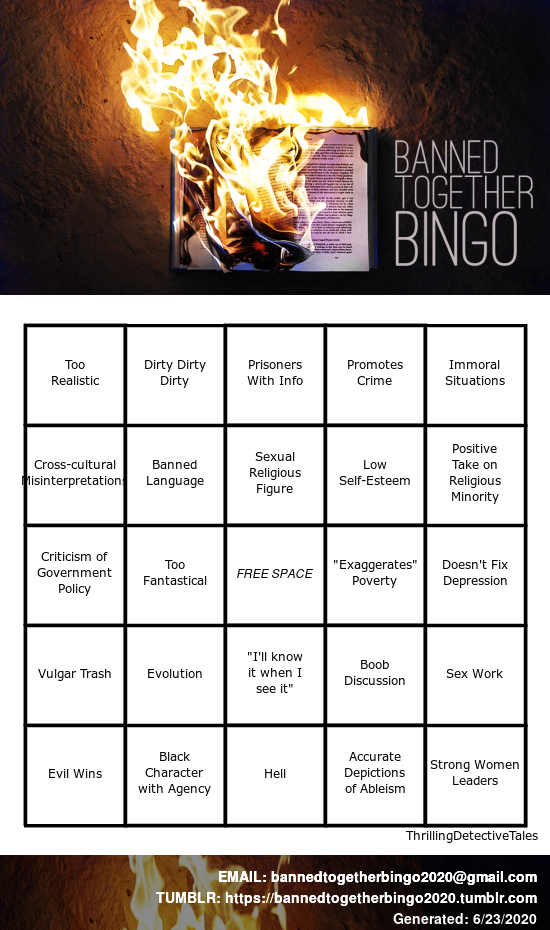 BANNED
TOGETHER
BINGO
Too
Realistic
Dirty Dirty
Dirty
Prisoners
With Info
Promotes
Crime
Immoral
Situations
Cross-cultural
Misinterpretations
Banned
Language
Sexual
Religious
Figure
Low
Self-Esteem
Positive
Take on
Religious
Minority
Criticism of
Government
Policy
Too
Fantastical
FREE SPACE
"Exaggerates"
Poverty
Doesn't Fix
Depression
Vulgar Trash
Evolution
"I'll know
it when I
see it"
Boob
Discussion
Sex Work
Evil Wins
Black
Character
with Agency
Hell
Accurate
Depictions
of Ableism
Strong Women
Leaders
ThrillingDetectiveTales
EMAIL: bannedtogetherbingo2020@gmail.com
TUMBLR: https://bannedtogetherbingo2020.tumblr.com
Generated: 6/23/2020